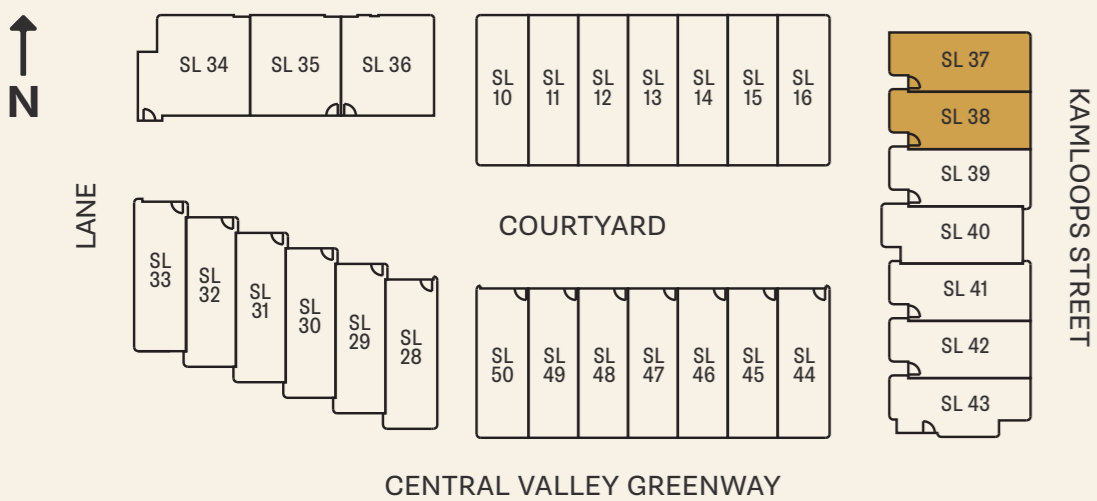 N
SL 34
SL 35
SL 36
SL
10
SL
11
SL
12
SL
13
SL
14
SL
15
SL
16
SL 37
SL 38
SL 39
SL 40
SL 41
SL 42
SL 43
KAMLOOPS STREET
LANE
COURTYARD
SL
33
SL
32
SL
31
SL
30
SL
29
SL
28
SL
50
SL
49
SL
48
SL
47
SL
46
SL
45
SL
44
CENTRAL VALLEY GREENWAY